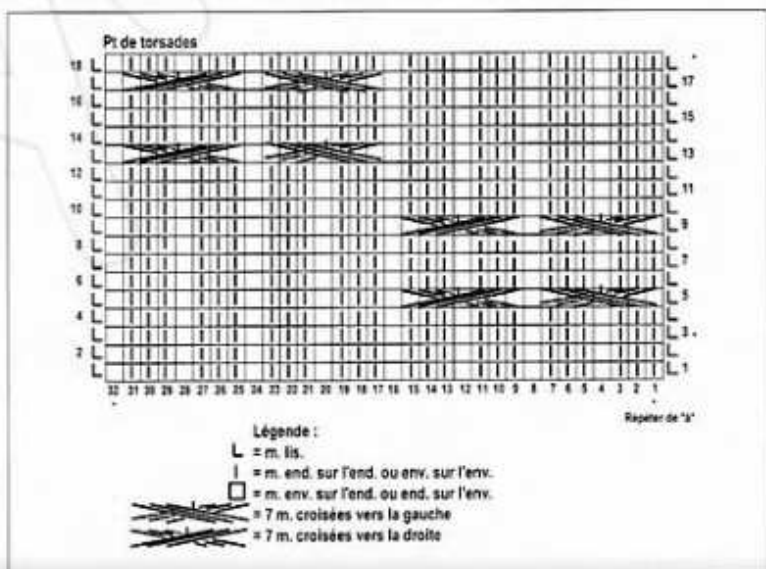 Pt de torsades
18 L L
L L 17
16 L L
L L 15
14 L L
L L 13
12 L L
L L 11
10 L L
L L 9
8 L L
L L 7
6 L L
L L 5
4 L L
L L 3
2 L L
L L 1
32 31 30 29 28 27 26 25 24 23 22 21 20 19 18 17 16 15 14 13 12 11 10 9 8 7 6 5 4 3 2 1
Répeter de "à"
Légende :
L = m. lis.
I = m. end. sur l'end. ou env. sur l'env.
□ = m. env. sur l'end. ou end. sur l'env.
= 7 m. croisées vers la gauche
= 7 m. croisées vers la droite